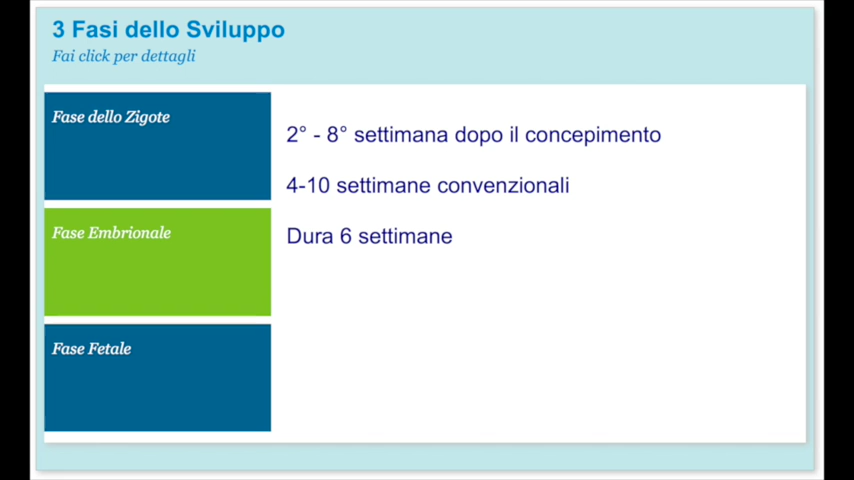 3 Fasi dello Sviluppo
Fai click per dettagli
Fase dello Zigote
2° - 8° settimana dopo il concepimento
4-10 settimane convenzionali
Fase Embrionale
Dura 6 settimane
Fase Fetale